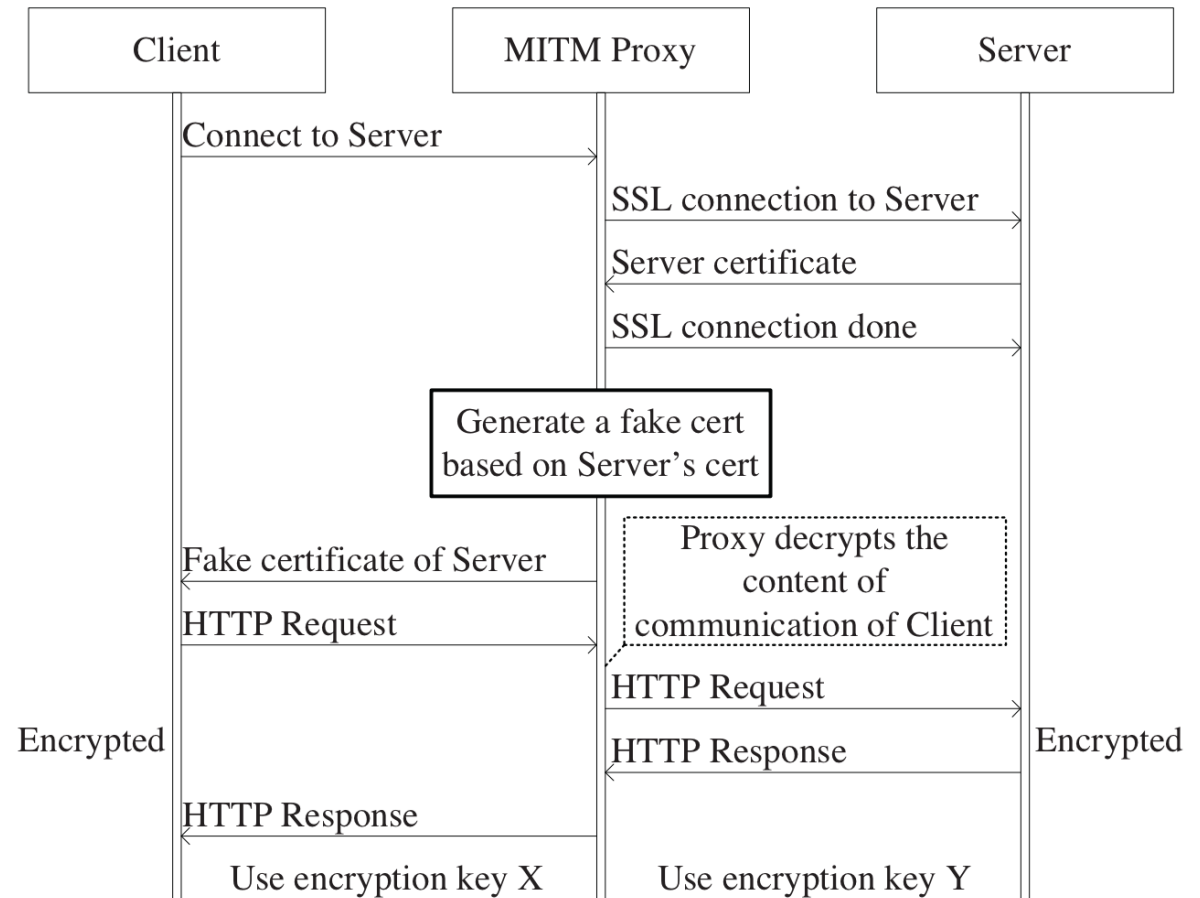 Client
MITM Proxy
Server
Connect to Server
SSL connection to Server
Server certificate
SSL connection done
Generate a fake cert
based on Server’s cert
Proxy decrypts the
content of
communication of Client
Fake certificate of Server
HTTP Request
HTTP Request
Encrypted
HTTP Response
Encrypted
HTTP Response
Use encryption key X
Use encryption key Y